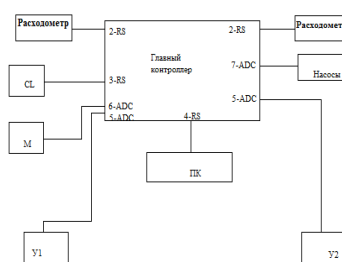 Расходометр
2-RS
2-RS
Расходомет
Главный
контроллер
7-ADC
Насосы
CL
3-RS
6-ADC
5-ADC
5-ADC
4-RS
М
ПК
У1
У2